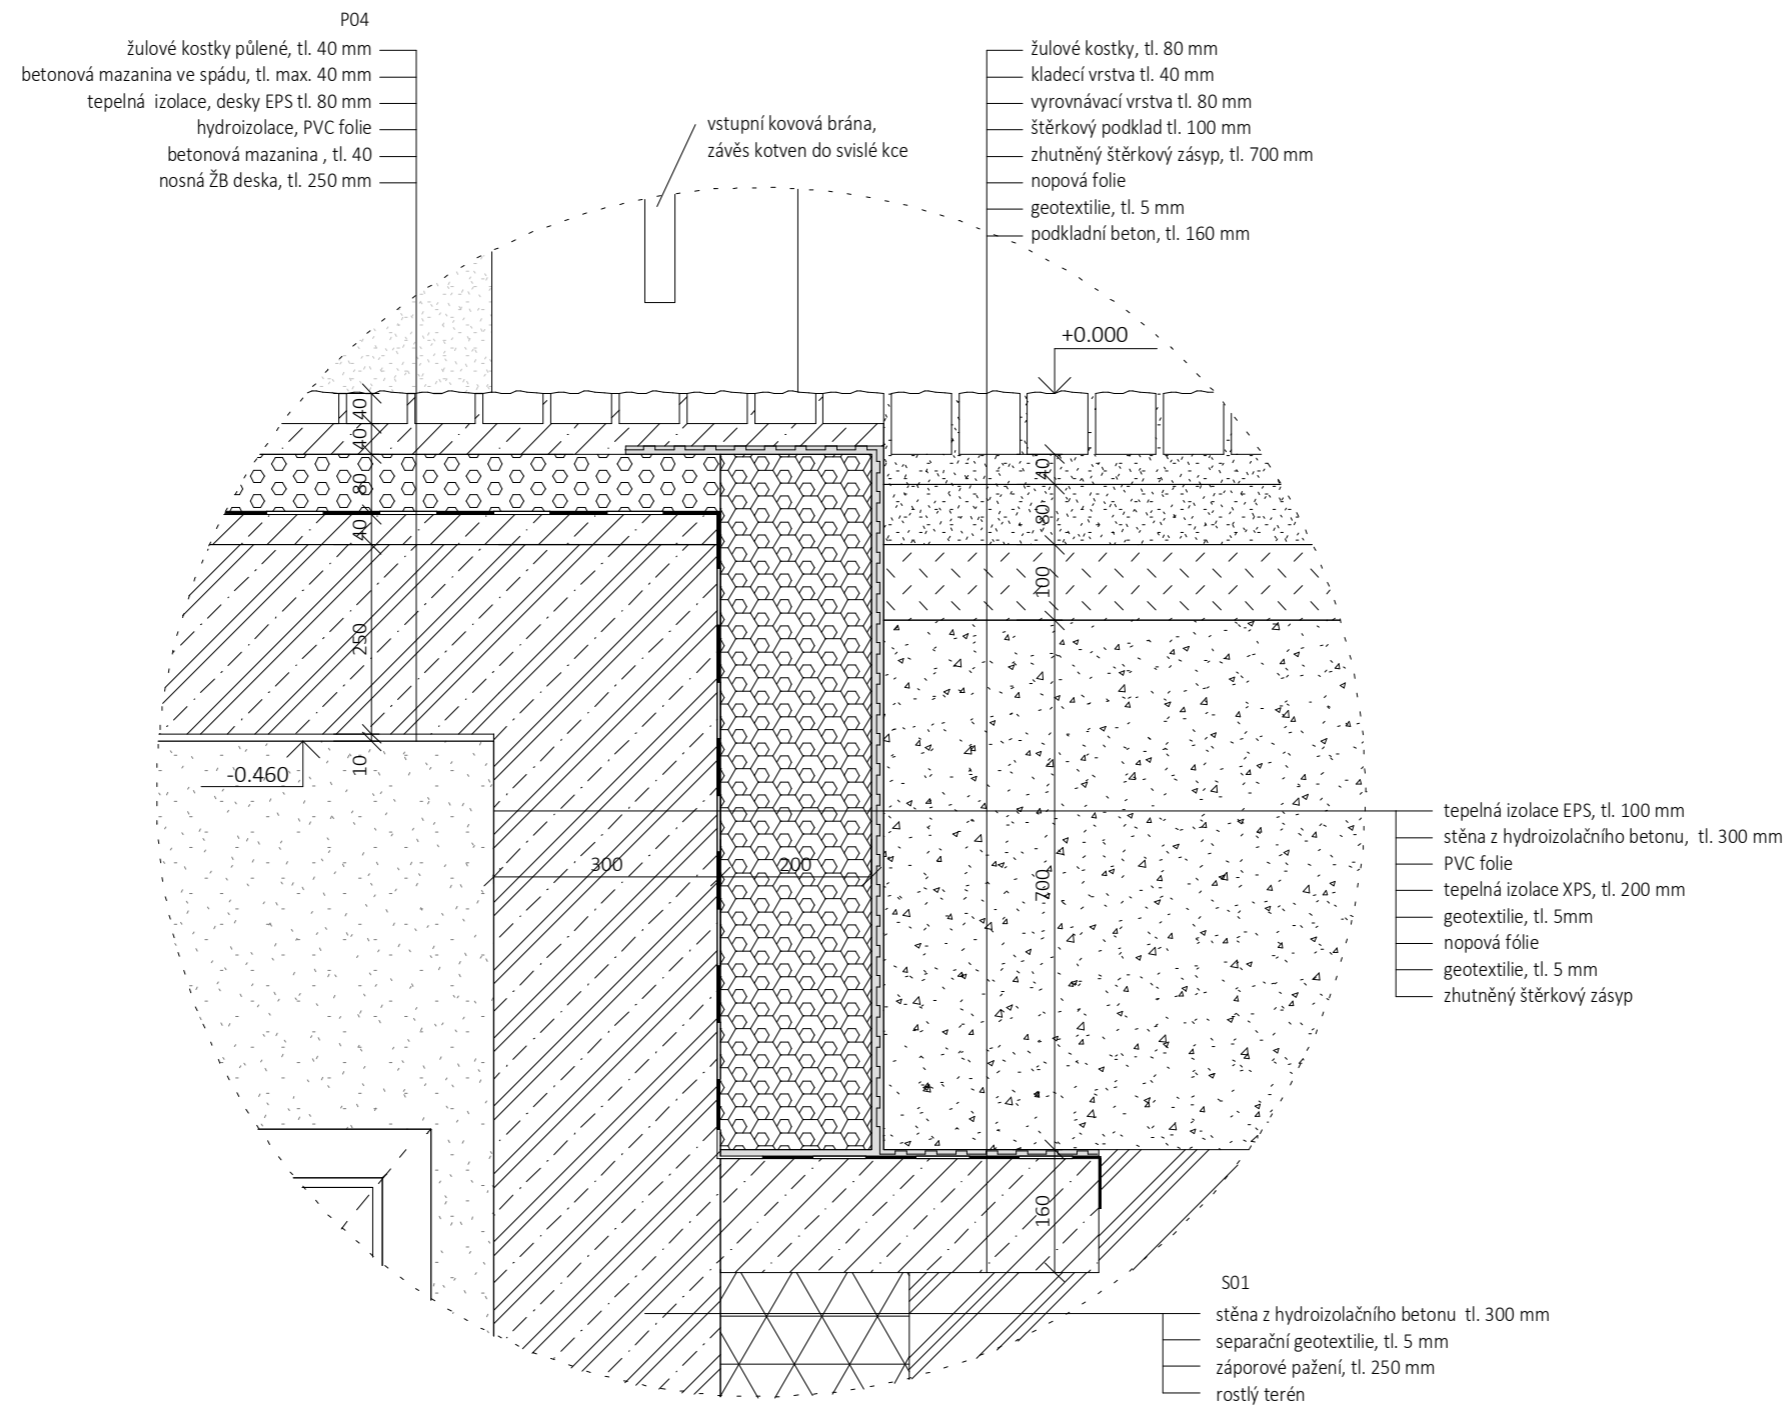 P04
žulové kostky půlené, tl. 40 mm
betonová mazanina ve spádu, tl. max. 40 mm
tepelná izolace, desky EPS tl. 80 mm
hydroizolace, PVC folie
betonová mazanina , tl. 40
nosná ŽB deska, tl. 250 mm
vstupní kovová brána,
závěs kotven do svislé kce
žulové kostky, tl. 80 mm
kladecí vrstva tl. 40 mm
vyrovnávací vrstva tl. 80 mm
štěrkový podklad tl. 100 mm
zhutněný štěrkový zásyp, tl. 700 mm
nopová folie
geotextilie, tl. 5 mm
podkladní beton, tl. 160 mm
+0.000
40
40
80
40
250
10
-0.460
40
80
100
700
160
300
200
tepelná izolace EPS, tl. 100 mm
stěna z hydroizolačního betonu, tl. 300 mm
PVC folie
tepelná izolace XPS, tl. 200 mm
geotextilie, tl. 5mm
nopová fólie
geotextilie, tl. 5 mm
zhutněný štěrkový zásyp
S01
stěna z hydroizolačního betonu tl. 300 mm
separační geotextilie, tl. 5 mm
záporové pažení, tl. 250 mm
rostlý terén